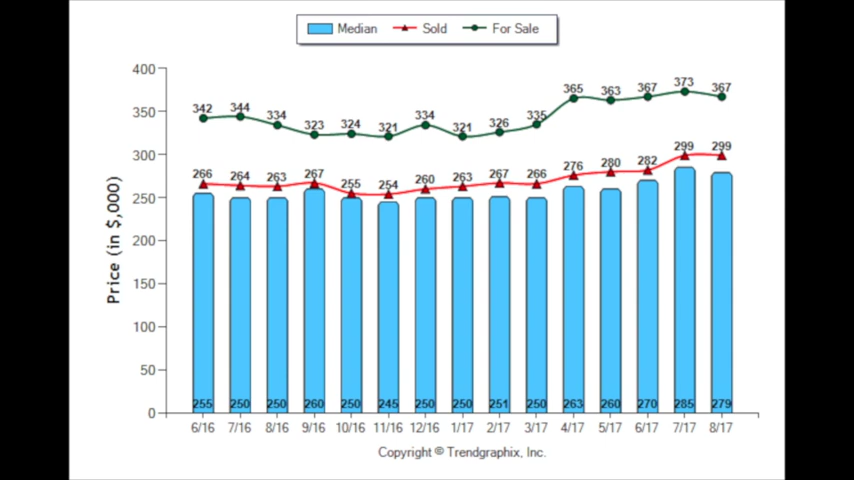 Median Sold For Sale
400
350
300
250
200
150
100
50
0
Price (in $,000)
342 344 334 323 324 321 334 321 326 335 365 363 367 373 367
266 264 263 267 255 254 260 263 267 266 276 280 282 299 299
255 250 250 260 250 245 250 250 251 250 263 260 270 285 279
6/16 7/16 8/16 9/16 10/16 11/16 12/16 1/17 2/17 3/17 4/17 5/17 6/17 7/17 8/17
Copyright © Trendgraphix, Inc.